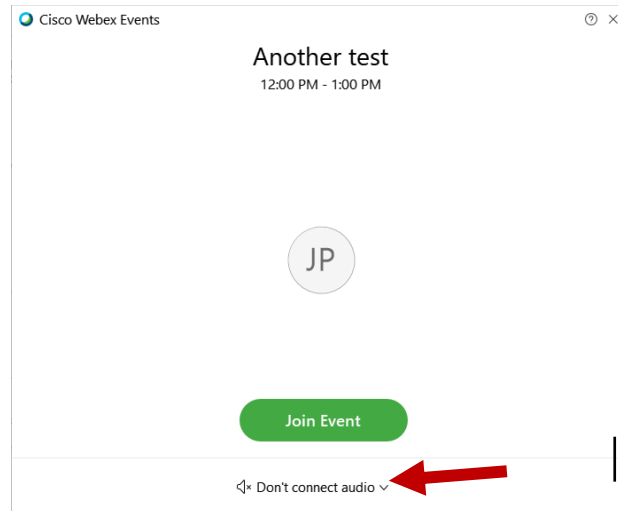 Cisco Webex Events
Another test
12:00 PM - 1:00 PM
JP
Join Event
Don't connect audio